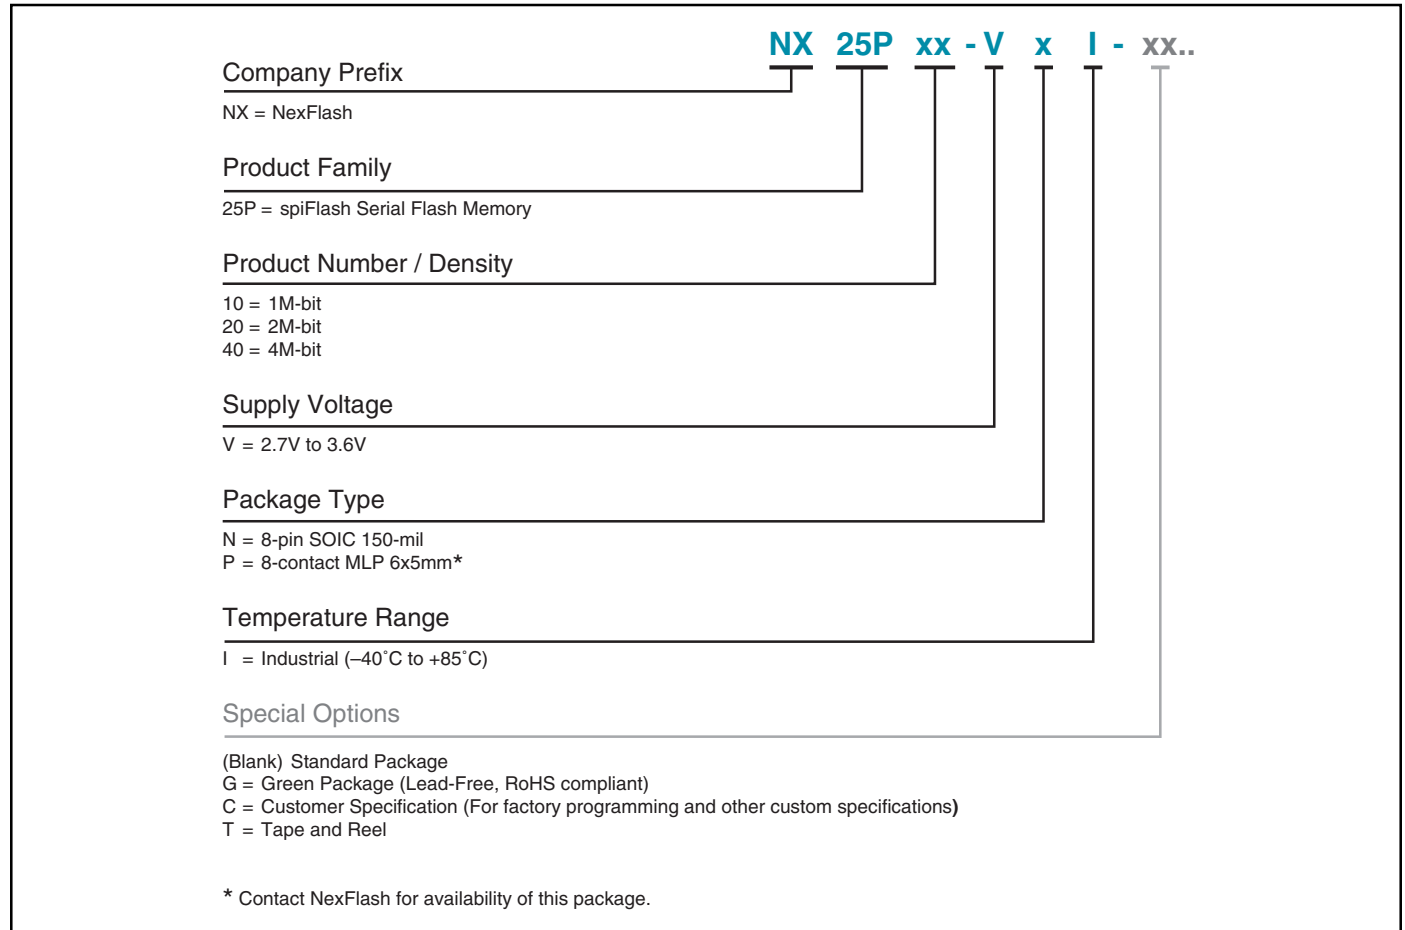 NX 25P xx - V x I - xx..
Company Prefix
NX = NexFlash
Product Family
25P = spiFlash Serial Flash Memory
Product Number / Density
10 = 1M-bit
20 = 2M-bit
40 = 4M-bit
Supply Voltage
V = 2.7V to 3.6V
Package Type
N = 8-pin SOIC 150-mil
P = 8-contact MLP 6x5mm*
Temperature Range
I = Industrial (–40˚C to +85˚C)
Special Options
(Blank) Standard Package
G = Green Package (Lead-Free, RoHS compliant)
C = Customer Specification (For factory programming and other custom specifications)
T = Tape and Reel
* Contact NexFlash for availability of this package.